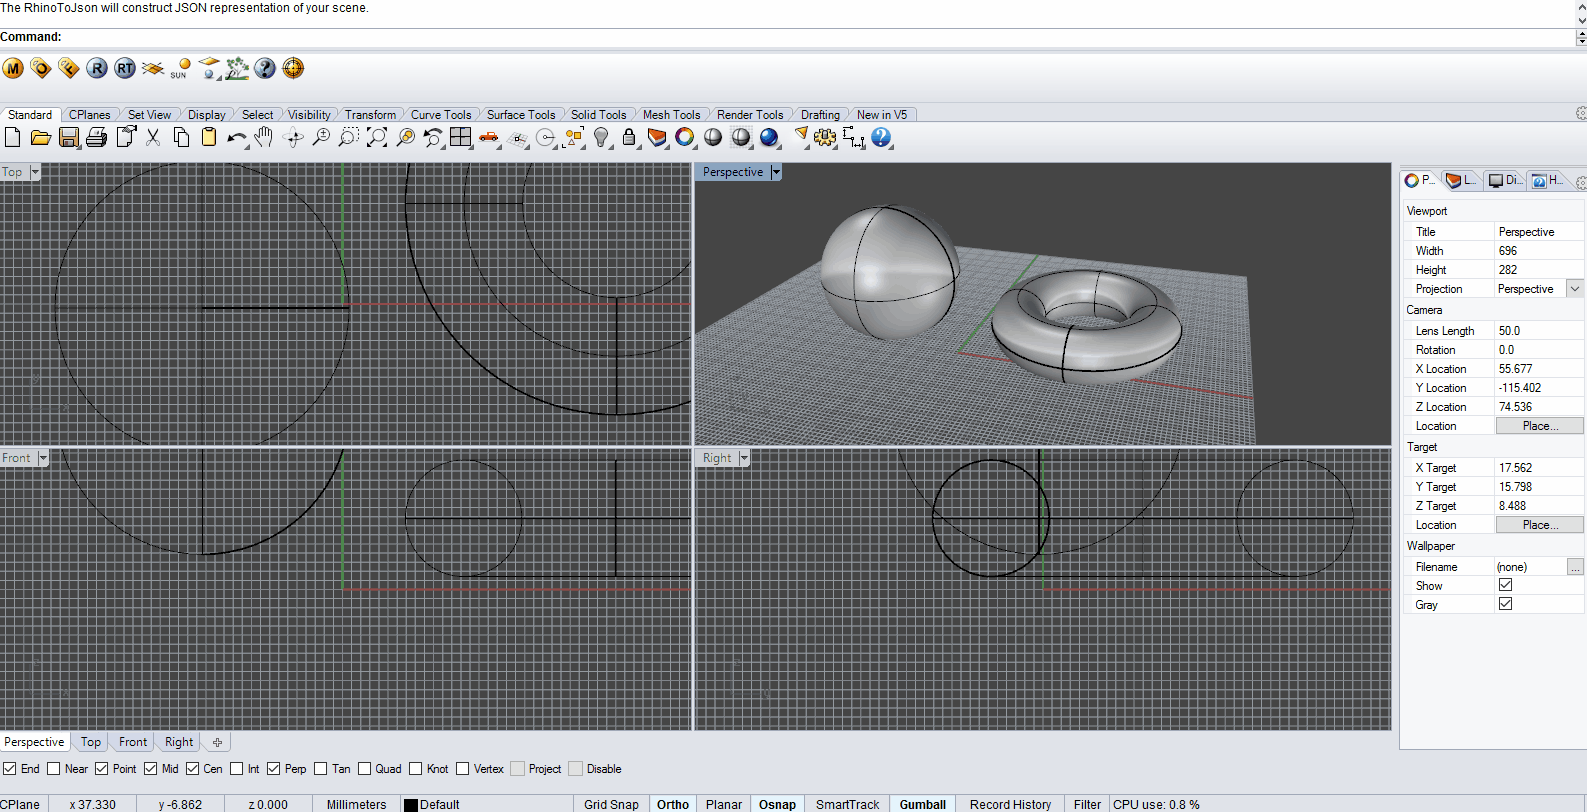 The RhinoToJson will construct JSON representation of your scene.
Command:
M O F R RT SUN ?
Standard CPlanes Set View Display Select Visibility Transform Curve Tools Surface Tools Solid Tools Mesh Tools Render Tools Drafting New in V5
Top
Perspective
Front
Right
P... L... Di... H...
Viewport
Title Perspective
Width 696
Height 282
Projection Perspective
Camera
Lens Length 50.0
Rotation 0.0
X Location 55.677
Y Location -115.402
Z Location 74.536
Location Place...
Target
X Target 17.562
Y Target 15.798
Z Target 8.488
Location Place...
Wallpaper
Filename (none) ...
Show
Gray
Perspective Top Front Right
End Near Point Mid Cen Int Perp Tan Quad Knot Vertex Project Disable
CPlane x 37.330 y -6.862 z 0.000 Millimeters Default Grid Snap Ortho Planar Osnap SmartTrack Gumball Record History Filter CPU use: 0.8 %